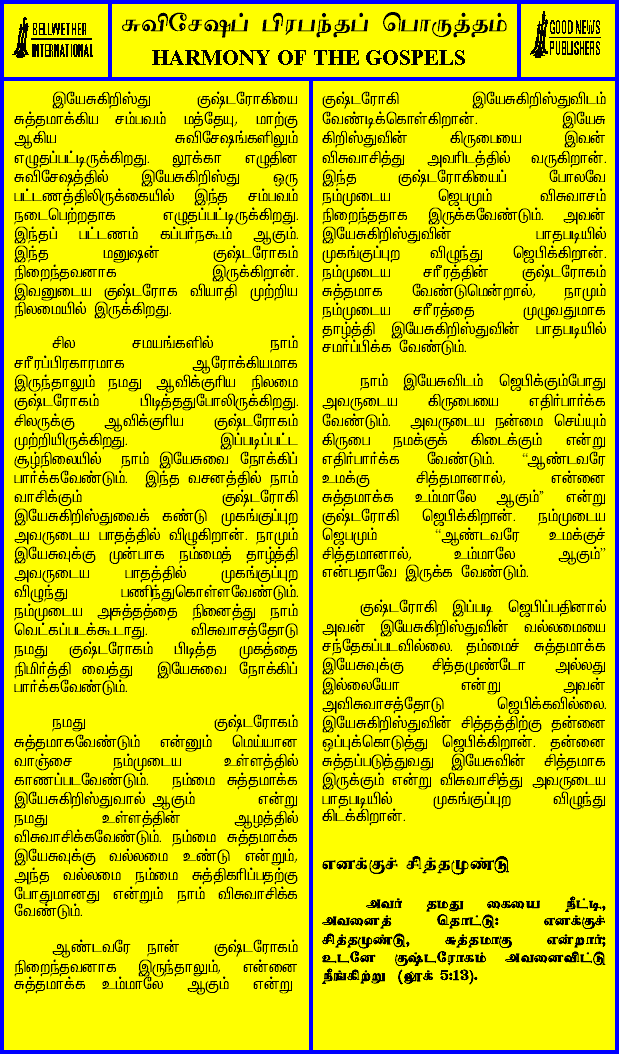 BELLWETHER
INTERNATIONAL
சுவிசேஷப் பிரபந்தப் பொருத்தம்
HARMONY OF THE GOSPELS
GOOD NEWS
PUBLISHERS
இயேசுகிறிஸ்து குஷ்டரோகியை
சுத்தமாக்கிய சம்பவம் மத்தேயு, மாற்கு
ஆகிய சுவிசேஷங்களிலும்
எழுதப்பட்டிருக்கிறது. லூக்கா எழுதின
சுவிசேஷத்தில் இயேசுகிறிஸ்து ஒரு
பட்டணத்திலிருக்கையில் இந்த சம்பவம்
நடைபெற்றதாக எழுதப்பட்டிருக்கிறது.
இந்தப் பட்டணம் கப்பர்நகூம் ஆகும்.
இந்த மனுஷன் குஷ்டரோகம்
நிறைந்தவனாக இருக்கிறான்.
இவனுடைய குஷ்டரோக வியாதி முற்றிய
நிலமையில் இருக்கிறது.
சில சமயங்களில் நாம்
சரீரப்பிரகாரமாக ஆரோக்கியமாக
இருந்தாலும் நமது ஆவிக்குரிய நிலமை
குஷ்டரோகம் பிடித்ததுபோலிருக்கிறது.
சிலருக்கு ஆவிக்குரிய குஷ்டரோகம்
முற்றியிருக்கிறது. இப்படிப்பட்ட
சூழ்நிலையில் நாம் இயேசுவை நோக்கிப்
பார்க்கவேண்டும். இந்த வசனத்தில் நாம்
வாசிக்கும் குஷ்டரோகி
இயேசுகிறிஸ்துவைக் கண்டு முகங்குப்புற
அவருடைய பாதத்தில் விழுகிறான். நாமும்
இயேசுவுக்கு முன்பாக நம்மைத் தாழ்த்தி
அவருடைய பாதத்தில் முகங்குப்புற
விழுந்து பணிந்துகொள்ளவேண்டும்.
நம்முடைய அசுத்தத்தை நினைத்து நாம்
வெட்கப்படக்கூடாது. விசுவாசத்தோடு
நமது குஷ்டரோகம் பிடித்த முகத்தை
நிமிர்த்தி வைத்து இயேசுவை நோக்கிப்
பார்க்கவேண்டும்.
நமது குஷ்டரோகம்
சுத்தமாகவேண்டும் என்னும் மெய்யான
வாஞ்சை நம்முடைய உள்ளத்தில்
காணப்படவேண்டும். நம்மை சுத்தமாக்க
இயேசுகிறிஸ்துவால் ஆகும் என்று
நமது உள்ளத்தின் ஆழத்தில்
விசுவாசிக்கவேண்டும். நம்மை சுத்தமாக்க
இயேசுவுக்கு வல்லமை உண்டு என்றும்,
அந்த வல்லமை நம்மை சுத்திகரிப்பதற்கு
போதுமானது என்றும் நாம் விசுவாசிக்க
வேண்டும்.
ஆண்டவரே நான் குஷ்டரோகம்
நிறைந்தவனாக இருந்தாலும், என்னை
சுத்தமாக்க உம்மாலே ஆகும் என்று
குஷ்டரோகி இயேசுகிறிஸ்துவிடம்
வேண்டிக்கொள்கிறான். இயேசு
கிறிஸ்துவின் கிருபையை இவன்
விசுவாசித்து அவரிடத்தில் வருகிறான்.
இந்த குஷ்டரோகியைப் போலவே
நம்முடைய ஜெபமும் விசுவாசம்
நிறைந்ததாக இருக்கவேண்டும். அவன்
இயேசுகிறிஸ்துவின் பாதபடியில்
முகங்குப்புற விழுந்து ஜெபிக்கிறான்.
நம்முடைய சரீரத்தின் குஷ்டரோகம்
சுத்தமாக வேண்டுமென்றால், நாமும்
நம்முடைய சரீரத்தை முழுவதுமாக
தாழ்த்தி இயேசுகிறிஸ்துவின் பாதபடியில்
சமர்ப்பிக்க வேண்டும்.
நாம் இயேசுவிடம் ஜெபிக்கும்போது
அவருடைய கிருபையை எதிர்பார்க்க
வேண்டும். அவருடைய நன்மை செய்யும்
கிருபை நமக்குக் கிடைக்கும் என்று
எதிர்பார்க்க வேண்டும். “ஆண்டவரே
உமக்கு சித்தமானால், என்னை
சுத்தமாக்க உம்மாலே ஆகும்” என்று
குஷ்டரோகி ஜெபிக்கிறான். நம்முடைய
ஜெபமும் “ஆண்டவரே உமக்குச்
சித்தமானால், உம்மாலே ஆகும்”
என்பதாவே இருக்க வேண்டும்.
குஷ்டரோகி இப்படி ஜெபிப்பதினால்
அவன் இயேசுகிறிஸ்துவின் வல்லமையை
சந்தேகப்படவில்லை. தம்மைச் சுத்தமாக்க
இயேசுவுக்கு சித்தமுண்டோ அல்லது
இல்லையோ என்று அவன்
அவிசுவாசத்தோடு ஜெபிக்கவில்லை.
இயேசுகிறிஸ்துவின் சித்தத்திற்கு தன்னை
ஒப்புக்கொடுத்து ஜெபிக்கிறான். தன்னை
சுத்தப்படுத்துவது இயேசுவின் சித்தமாக
இருக்கும் என்று விசுவாசித்து அவருடைய
பாதபடியில் முகங்குப்புற விழுந்து
கிடக்கிறான்.
எனக்குச் சித்தமுண்டு
அவர் தமது கையை நீட்டி,
அவனைத் தொட்டு: எனக்குச்
சித்தமுண்டு, சுத்தமாகு என்றார்;
உடனே குஷ்டரோகம் அவனைவிட்டு
நீங்கிற்று (லூக் 5:13).